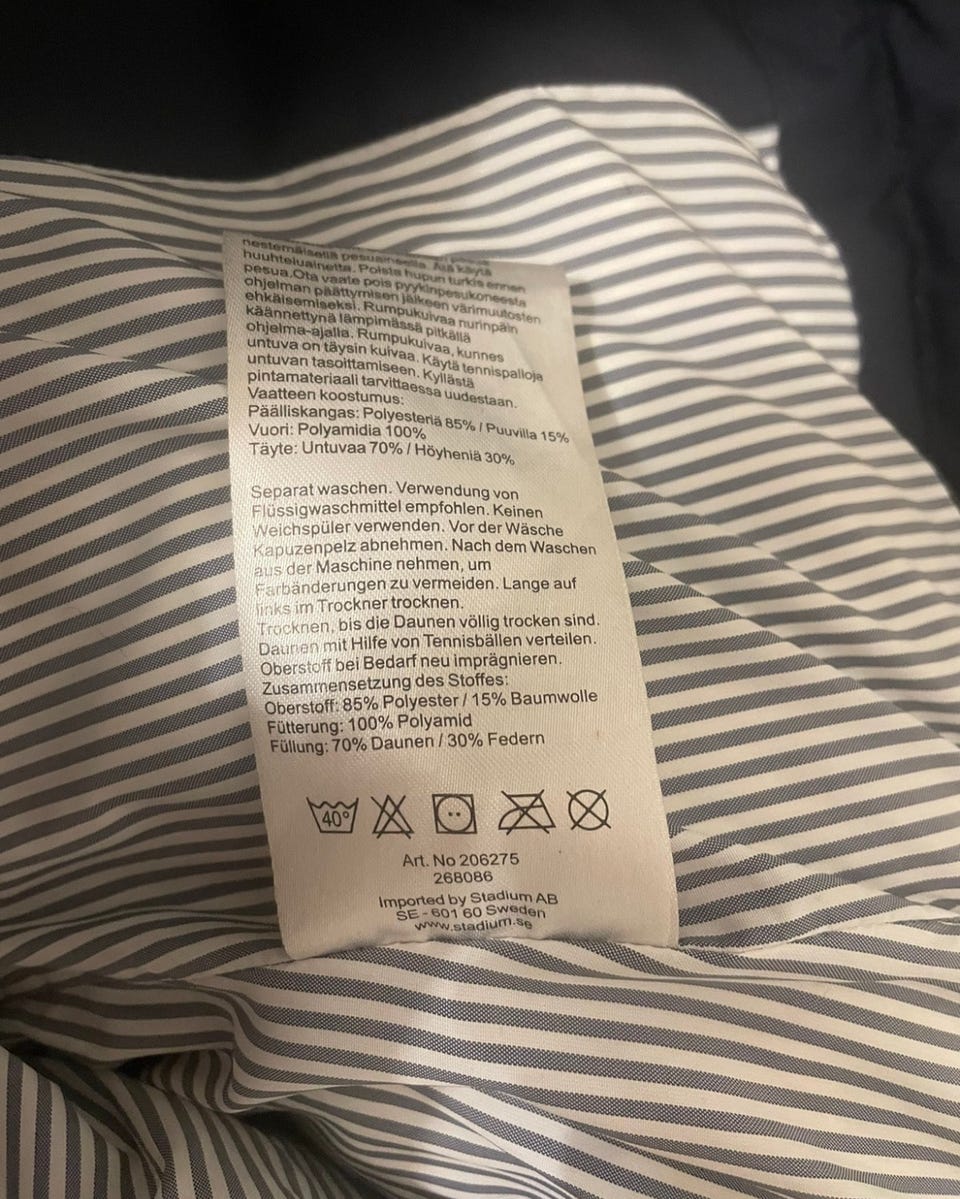 nestemäisellä pesuaineella. Älä käytä
huuhteluainetta. Poista hupun turkis ennen
pesua.Ota vaate pois pyykinpesukoneesta
ohjelman päättymisen jälkeen värimuutosten
ehkäisemiseksi. Rumpukuivaa nurinpäin
käännettynä lämpimässä pitkällä
ohjelma-ajalla. Rumpukuivaa, kunnes
untuva on täysin kuivaa. Käytä tennispalloja
untuvan tasoittamiseen. Kyllästä
pintamateriaali tarvittaessa uudestaan.
Vaatteen koostumus:
Päälliskangas: Polyesteriä 85% / Puuvilla 15%
Vuori: Polyamidia 100%
Täyte: Untuvaa 70% / Höyheniä 30%
Separat waschen. Verwendung von
Flüssigwaschmittel empfohlen. Keinen
Weichspüler verwenden. Vor der Wäsche
Kapuzenpelz abnehmen. Nach dem Waschen
aus der Maschine nehmen, um
Farbänderungen zu vermeiden. Lange auf
links im Trockner trocknen.
Trocknen, bis die Daunen völlig trocken sind.
Daunen mit Hilfe von Tennisbällen verteilen.
Oberstoff bei Bedarf neu imprägnieren.
Zusammensetzung des Stoffes:
Oberstoff: 85% Polyester / 15% Baumwolle
Fütterung: 100% Polyamid
Füllung: 70% Daunen / 30% Federn
40°
Art. No 206275
268086
Imported by Stadium AB
SE - 601 60 Sweden
www.stadium.se